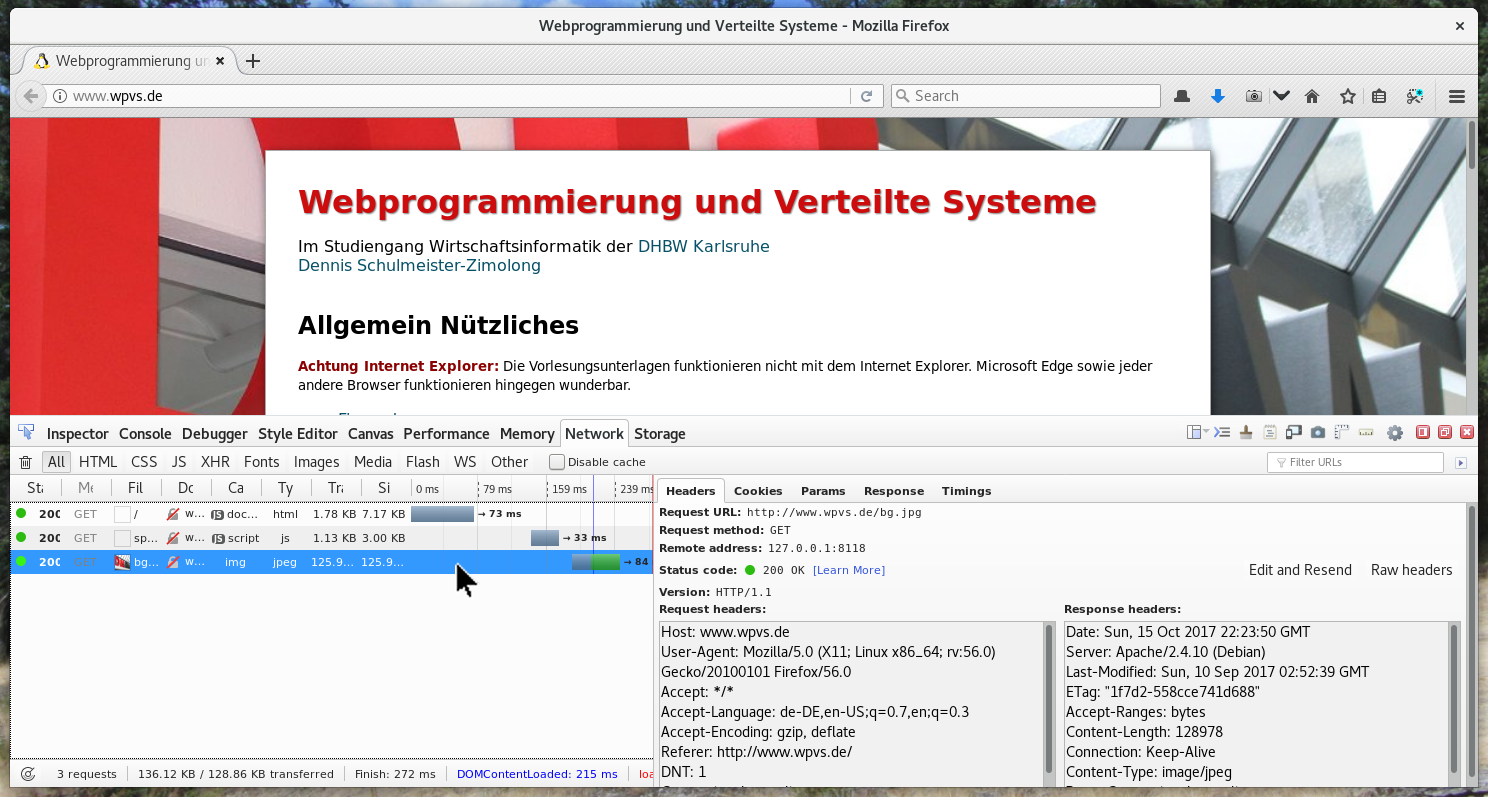 Webprogrammierung und Verteilte Systeme - Mozilla Firefox
Webprogrammierung un
www.wpvs.de
Search
Webprogrammierung und Verteilte Systeme
Im Studiengang Wirtschaftsinformatik der DHBW Karlsruhe
Dennis Schulmeister-Zimolong
Allgemein Nützliches
Achtung Internet Explorer: Die Vorlesungsunterlagen funktionieren nicht mit dem Internet Explorer. Microsoft Edge sowie jeder
andere Browser funktionieren hingegen wunderbar.
Inspector Console Debugger Style Editor Canvas Performance Memory Network Storage
All HTML CSS JS XHR Fonts Images Media Flash WS Other Disable cache Filter URLs
Sta Me Fil Do Ca Ty Tra Si 0 ms 79 ms 159 ms 239 ms
200 GET / w... JS doc... html 1.78 KB 7.17 KB → 73 ms
200 GET sp... w... JS script js 1.13 KB 3.00 KB → 33 ms
200 GET bg... w... img jpeg 125.9... 125.9... → 84
3 requests 136.12 KB / 128.86 KB transferred Finish: 272 ms DOMContentLoaded: 215 ms loa
Headers Cookies Params Response Timings
Request URL: http://www.wpvs.de/bg.jpg
Request method: GET
Remote address: 127.0.0.1:8118
Status code: 200 OK [Learn More] Edit and Resend Raw headers
Version: HTTP/1.1
Request headers:
Host: www.wpvs.de
User-Agent: Mozilla/5.0 (X11; Linux x86_64; rv:56.0)
Gecko/20100101 Firefox/56.0
Accept: */*
Accept-Language: de-DE,en-US;q=0.7,en;q=0.3
Accept-Encoding: gzip, deflate
Referer: http://www.wpvs.de/
DNT: 1
Response headers:
Date: Sun, 15 Oct 2017 22:23:50 GMT
Server: Apache/2.4.10 (Debian)
Last-Modified: Sun, 10 Sep 2017 02:52:39 GMT
ETag: "1f7d2-558cce741d688"
Accept-Ranges: bytes
Content-Length: 128978
Connection: Keep-Alive
Content-Type: image/jpeg